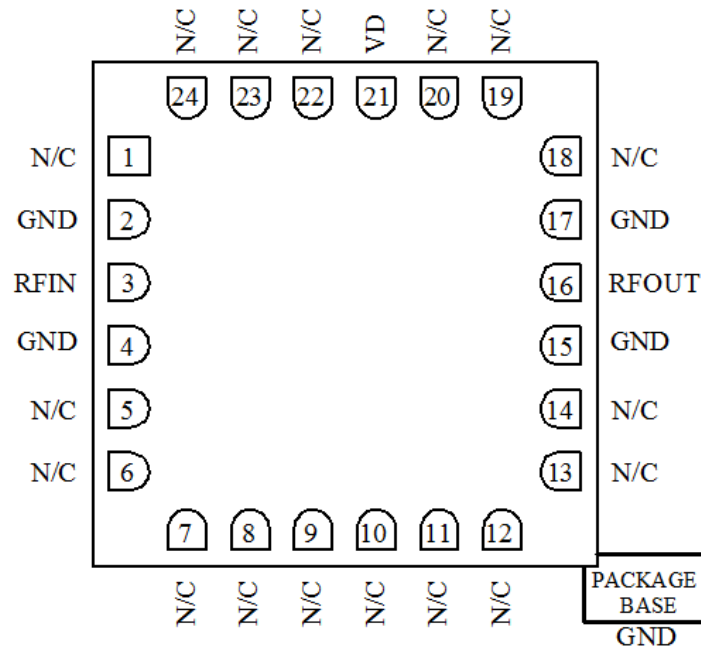 N/C N/C N/C VD N/C N/C
24 23 22 21 20 19
N/C 1 18 N/C
GND 2 17 GND
RFIN 3 16 RFOUT
GND 4 15 GND
N/C 5 14 N/C
N/C 6 13 N/C
7 8 9 10 11 12
N/C N/C N/C N/C N/C N/C
PACKAGE
BASE
GND